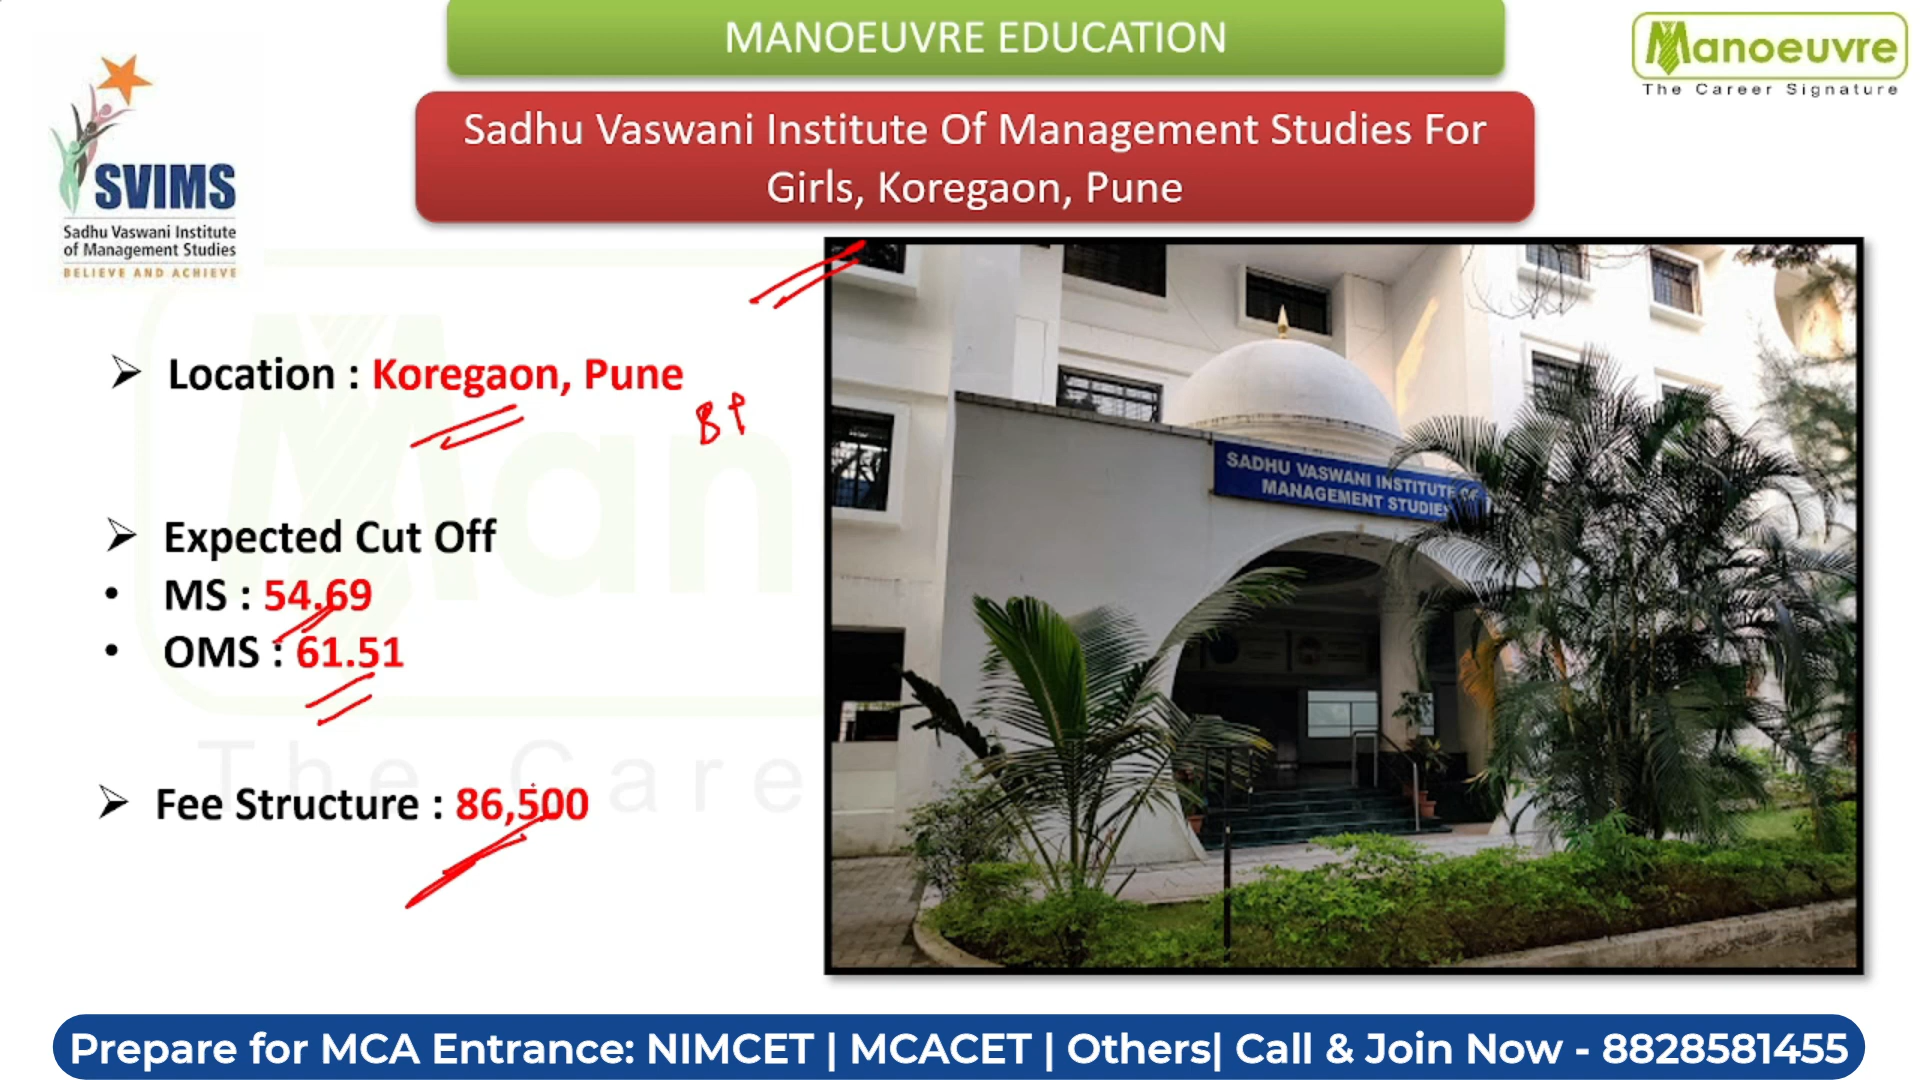 MANOEUVRE EDUCATION
Manoeuvre
The Career Signature
Sadhu Vaswani Institute Of Management Studies For
Girls, Koregaon, Pune
SVIMS
Sadhu Vaswani Institute
of Management Studies
BELIEVE AND ACHIEVE
➢ Location : Koregaon, Pune
➢ Expected Cut Off
• MS : 54.69
• OMS : 61.51
➢ Fee Structure : 86,500
SADHU VASWANI INSTITUTE OF
MANAGEMENT STUDIES
Man
The Care
Prepare for MCA Entrance: NIMCET | MCACET | Others| Call & Join Now - 8828581455